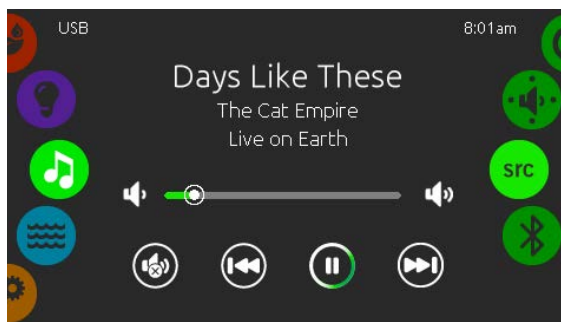 USB
8:01am
Days Like These
The Cat Empire
Live on Earth
src